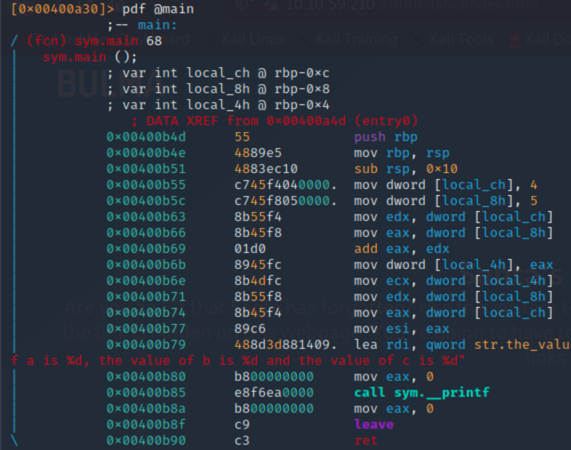 [0×00400a30]> pdf @main
;-- main:
/ (fcn) sym.main 68
| sym.main ();
| ; var int local_ch @ rbp-0×c
| ; var int local_8h @ rbp-0×8
| ; var int local_4h @ rbp-0×4
| ; DATA XREF from 0×00400a4d (entry0)
| 0×00400b4d 55 push rbp
| 0×00400b4e 4889e5 mov rbp, rsp
| 0×00400b51 4883ec10 sub rsp, 0×10
| 0×00400b55 c745f4040000. mov dword [local_ch], 4
| 0×00400b5c c745f8050000. mov dword [local_8h], 5
| 0×00400b63 8b55f4 mov edx, dword [local_ch]
| 0×00400b66 8b45f8 mov eax, dword [local_8h]
| 0×00400b69 01d0 add eax, edx
| 0×00400b6b 8945fc mov dword [local_4h], eax
| 0×00400b6e 8b4dfc mov ecx, dword [local_4h]
| 0×00400b71 8b55f8 mov edx, dword [local_8h]
| 0×00400b74 8b45f4 mov eax, dword [local_ch]
| 0×00400b77 89c6 mov esi, eax
| 0×00400b79 488d3d881409. lea rdi, qword str.the_valu
f a is %d, the value of b is %d and the value of c is %d"
| 0×00400b80 b800000000 mov eax, 0
| 0×00400b85 e8f6ea0000 call sym.__printf
| 0×00400b8a b800000000 mov eax, 0
| 0×00400b8f c9 leave
\ 0×00400b90 c3 ret